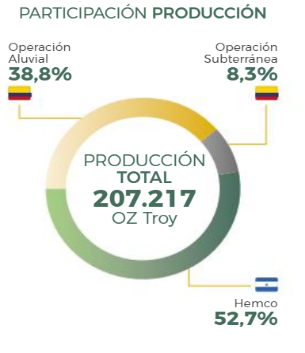 PARTICIPACIÓN PRODUCCIÓN
Operación
Aluvial
38,8%
Operación
Subterránea
8,3%
PRODUCCIÓN
TOTAL
207.217
OZ Troy
Hemco
52,7%